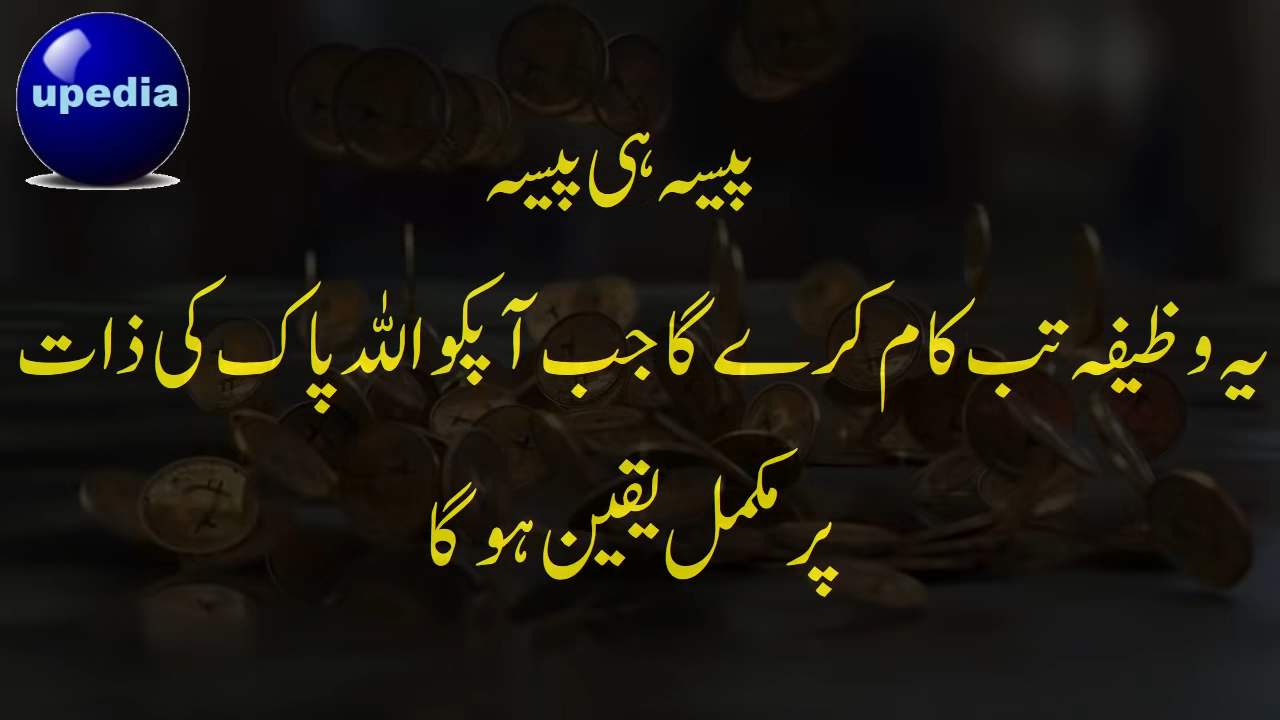 upedia
پیسہ ہی پیسہ
یہ وظیفہ تب کام کرے گا جب آپکو اللہ پاک کی ذات
پر مکمل یقین ہو گا